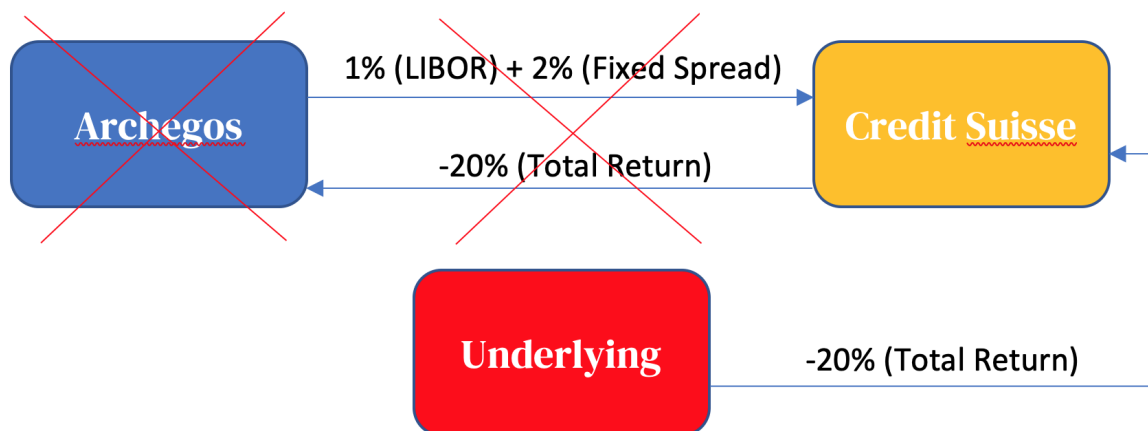 1% (LIBOR) + 2% (Fixed Spread)
Archegos
Credit Suisse
-20% (Total Return)
Underlying
-20% (Total Return)